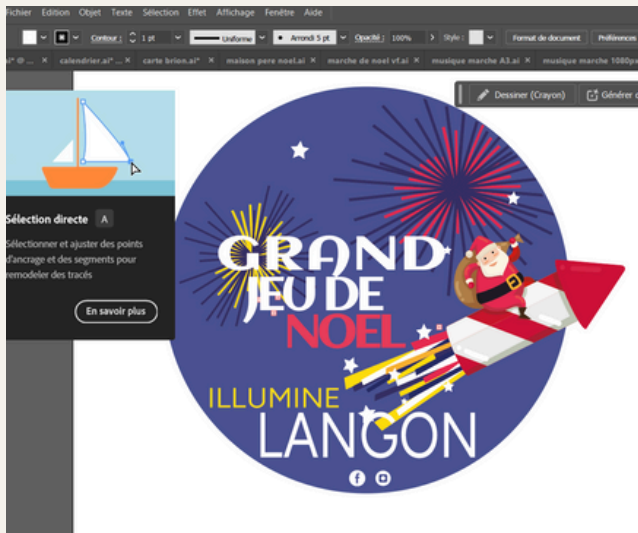 Fichier Edition Objet Texte Sélection Effet Affichage Fenêtre Aide
Contour : 1 pt Uniforme Arrondi 5 pt Opacité : 100% Style : Format de document Préférences
calendrier.ai* ... × carte brion.ai* × maison pere noel.ai × marche de noel vf.ai × musique marche A3.ai × musique marche 1080px
Dessiner (Crayon) Générer
Sélection directe A
Sélectionner et ajuster des points
d'ancrage et des segments pour
remodeler des tracés
En savoir plus
GRAND
JEU DE
NOEL
ILLUMINE
LANGON